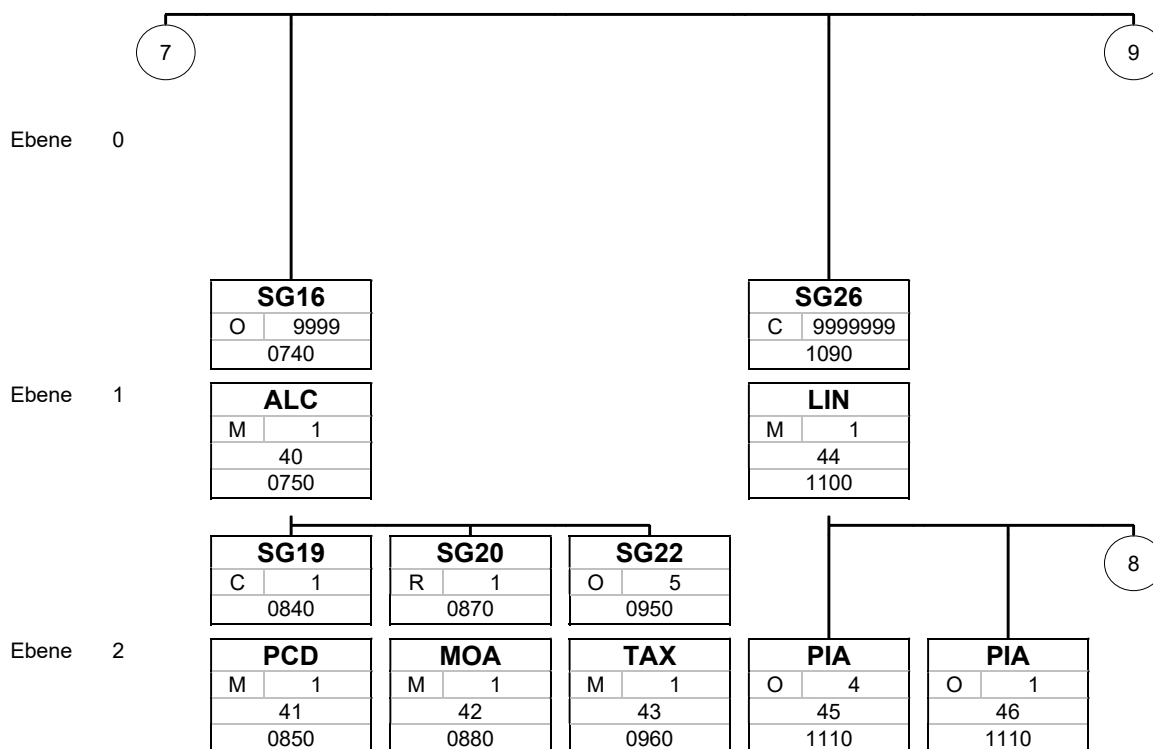 7 9
Ebene 0
SG16 SG26
O 9999 C 9999999
0740 1090
Ebene 1 ALC LIN
M 1 M 1
40 44
0750 1100
SG19 SG20 SG22 8
C 1 R 1 O 5
0840 0870 0950
Ebene 2 PCD MOA TAX PIA PIA
M 1 M 1 M 1 O 4 O 1
41 42 43 45 46
0850 0880 0960 1110 1110